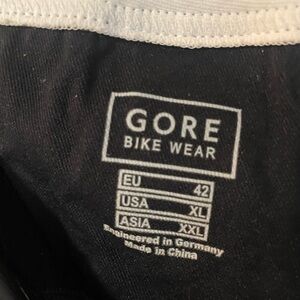 GORE
BIKE WEAR
EU 42
USA XL
ASIA XXL
Engineered in Germany
Made in China